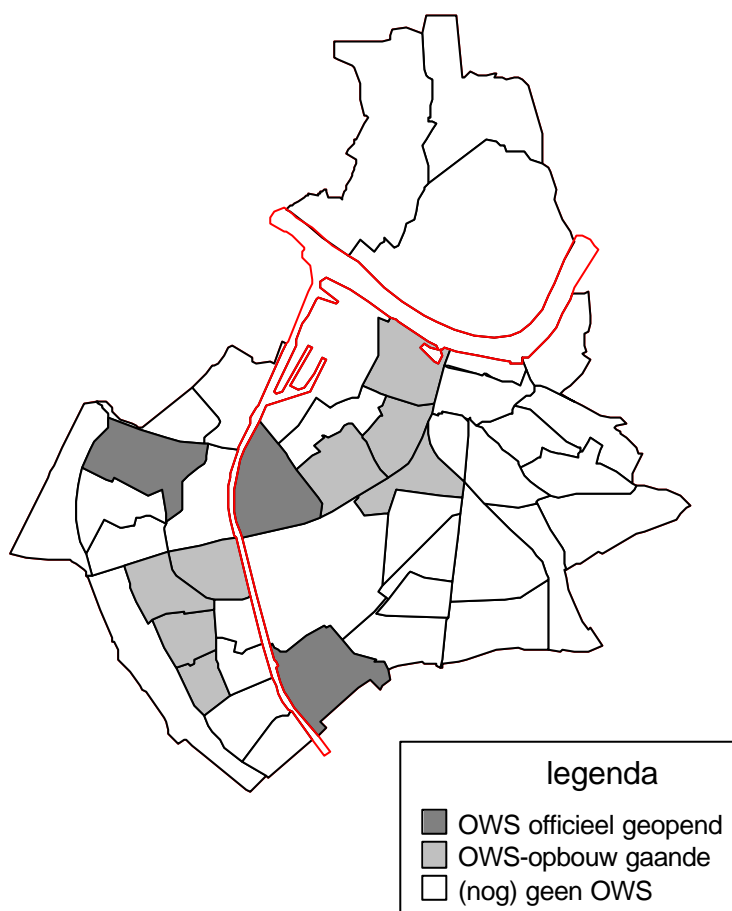 legenda
OWS officieel geopend
OWS-opbouw gaande
(nog) geen OWS